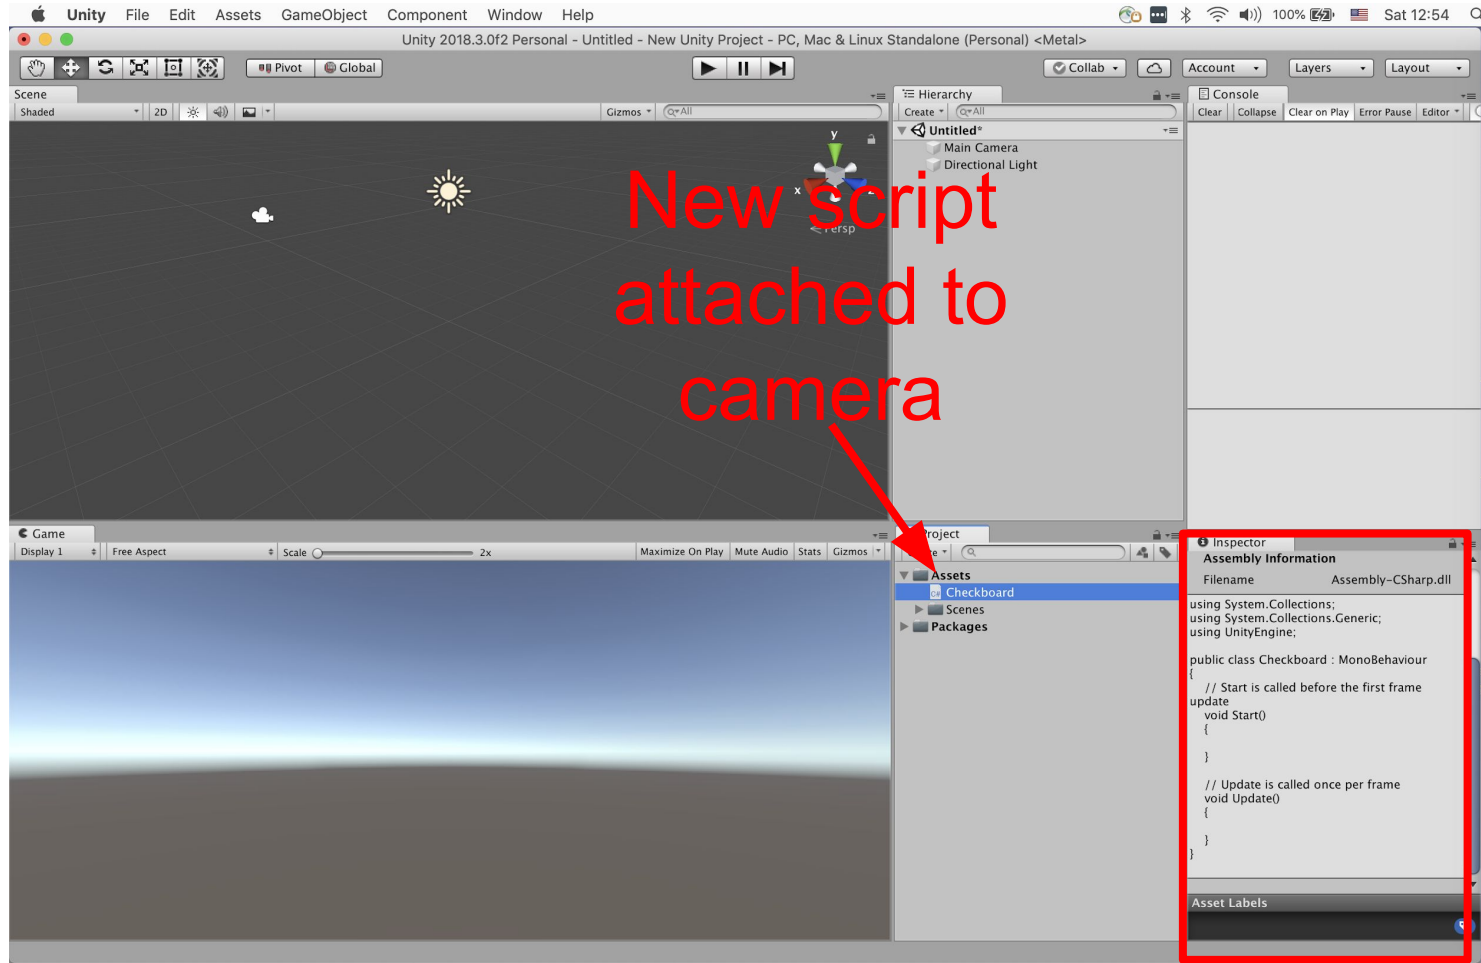 Unity File Edit Assets GameObject Component Window Help 100% Sat 12:54
Unity 2018.3.0f2 Personal - Untitled - New Unity Project - PC, Mac & Linux Standalone (Personal) <Metal>
Pivot Global Collab Account Layers Layout
Scene
Shaded 2D Gizmos All
Hierarchy
Create All
Untitled*
Main Camera
Directional Light
Console
Clear Collapse Clear on Play Error Pause Editor
y
x z
Persp
New script
attached to
camera
Game
Display 1 Free Aspect Scale 2x Maximize On Play Mute Audio Stats Gizmos
Project
Assets
C# Checkboard
Scenes
Packages
Inspector
Assembly Information
Filename Assembly-CSharp.dll
using System.Collections;
using System.Collections.Generic;
using UnityEngine;
public class Checkboard : MonoBehaviour
{
// Start is called before the first frame
update
void Start()
{
}
// Update is called once per frame
void Update()
{
}
}
Asset Labels